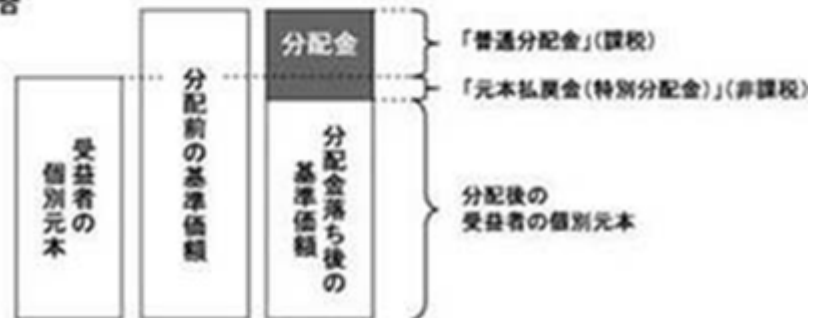 合
分配金
「普通分配金」(課税)
「元本払戻金(特別分配金)」(非課税)
受益者の
個別元本
分配前の基準価額
分配金落ち後の
基準価額
分配後の
受益者の個別元本